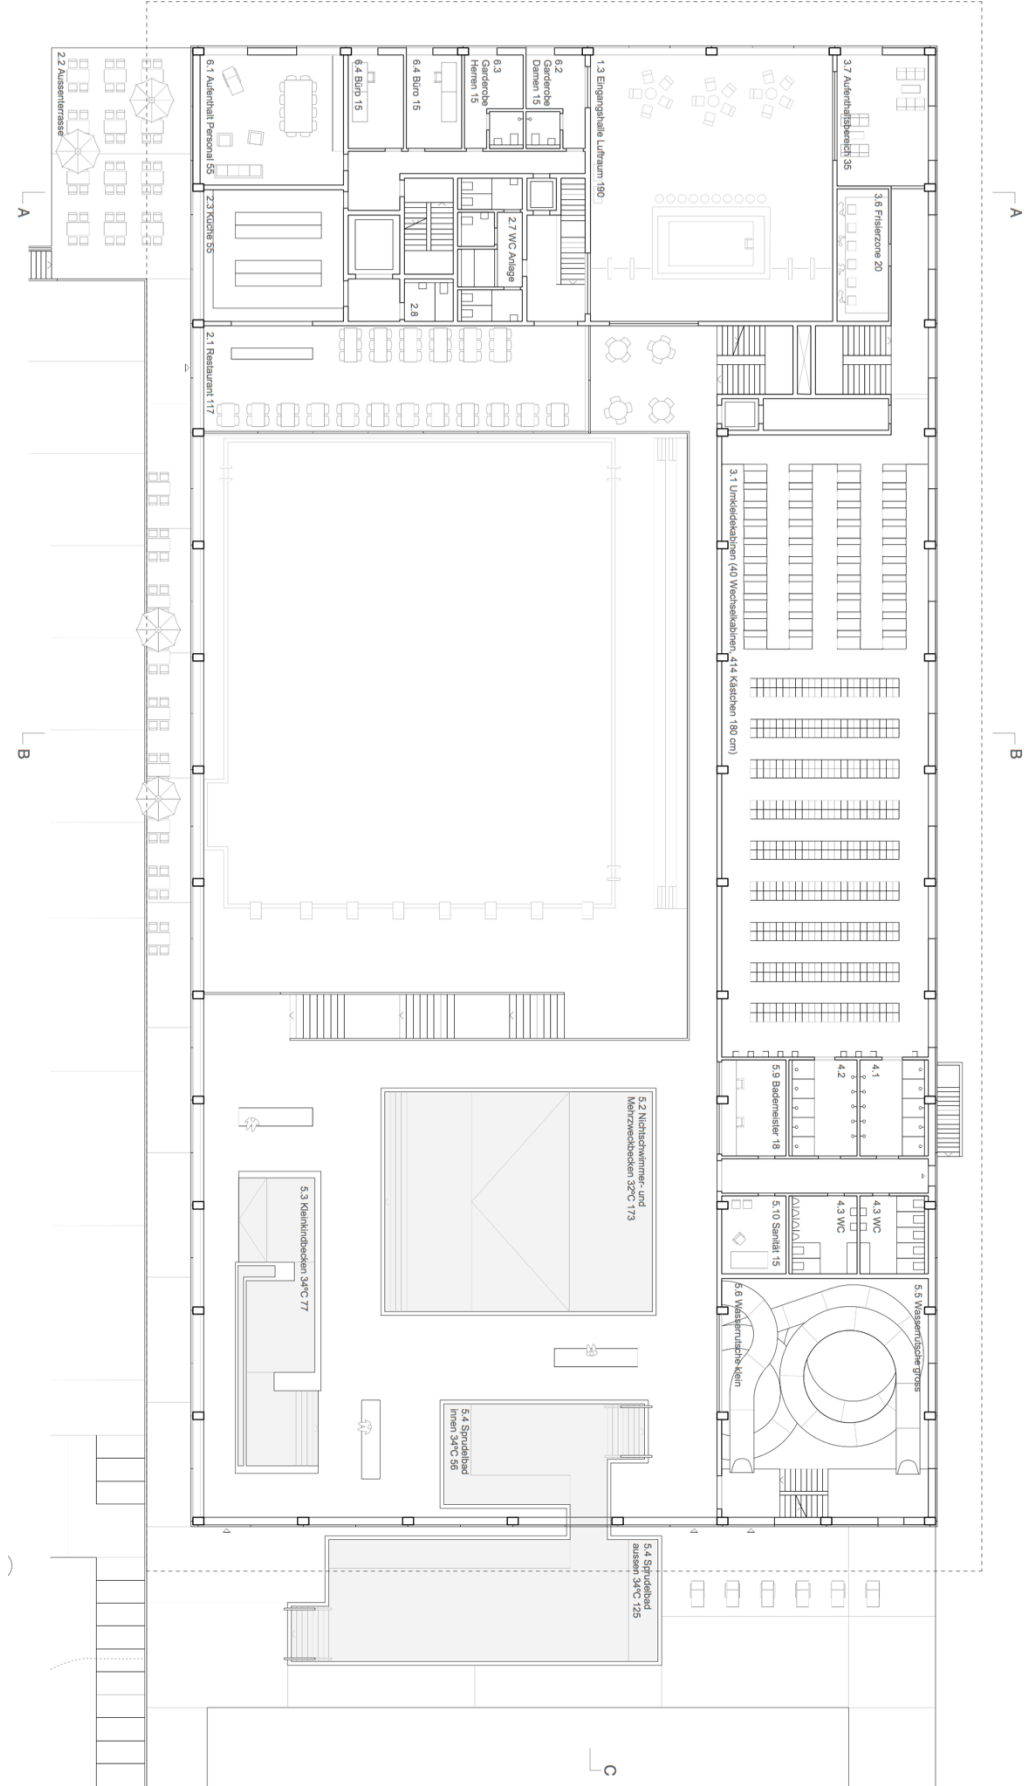 A
B
3.7 Aufenthaltsbereich 35
3.6 Frisierzone 20
1.3 Eingangshalle Luftraum 190
6.2
Garderobe
Damen 15
6.3
Garderobe
Herren 15
6.4 Büro 15
6.4 Büro 15
6.1 Aufenthalt Personal 55
2.2 Aussenterrasse
2.7 WC Anlage
2.3 Küche 55
2.8
2.1 Restaurant 117
3.1 Umkleidekabinen (40 Wechselkabinen, 414 Kästchen 180 cm)
4.1
4.2
5.9 Bademeister 18
5.2 Nichtschwimmer- und
Mehrzweckbecken 32°C 173
5.3 Kleinkindbecken 34°C 77
4.3 WC
4.3 WC
5.10 Sanität 15
5.5 Wasserrutsche gross
5.6 Wasserrutsche klein
5.4 Sprudelbad
innen 34°C 56
5.4 Sprudelbad
aussen 34°C 125
A
B
C